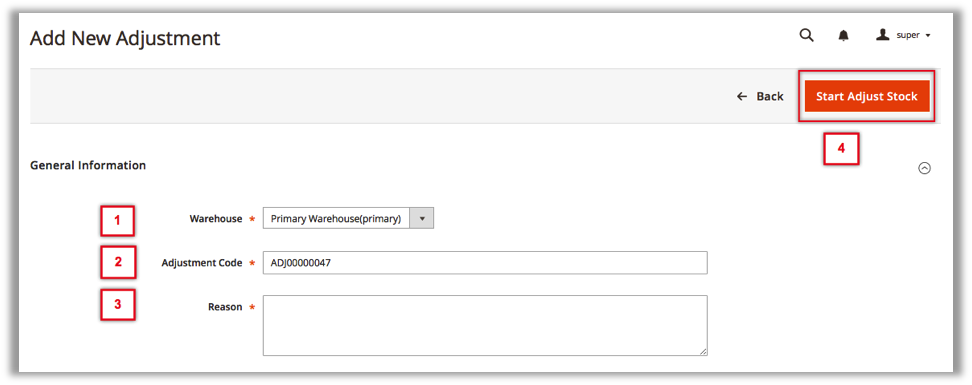 Add New Adjustment
super
Back
Start Adjust Stock
4
General Information
1
Warehouse *
Primary Warehouse(primary)
2
Adjustment Code *
ADJ00000047
3
Reason *